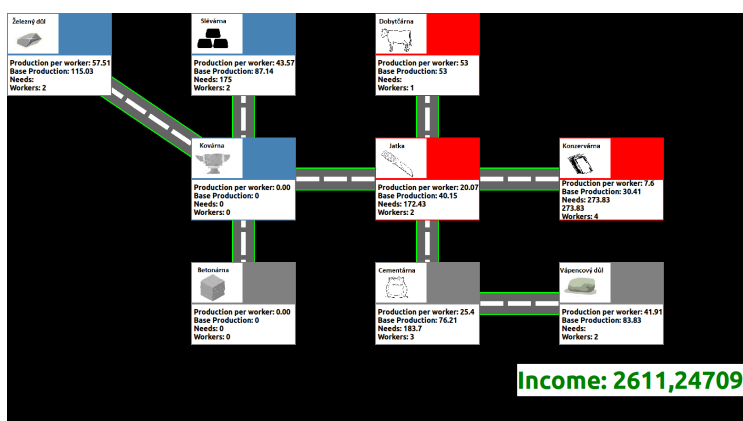 Železný důl
Production per worker: 57.51
Base Production: 115.03
Needs:
Workers: 2
Slévárna
Production per worker: 43.57
Base Production: 87.14
Needs: 175
Workers: 2
Dobytčárna
Production per worker: 53
Base Production: 53
Needs:
Workers: 1
Kovárna
Production per worker: 0.00
Base Production: 0
Needs: 0
Workers: 0
Jatka
Production per worker: 20.07
Base Production: 40.15
Needs: 172.43
Workers: 2
Konzervárna
Production per worker: 7.6
Base Production: 30.41
Needs: 273.83
273.83
Workers: 4
Betonárna
Production per worker: 0.00
Base Production: 0
Needs: 0
Workers: 0
Cementárna
Production per worker: 25.4
Base Production: 76.21
Needs: 183.7
Workers: 3
Vápencový důl
Production per worker: 41.91
Base Production: 83.83
Needs:
Workers: 2
Income: 2611,24709